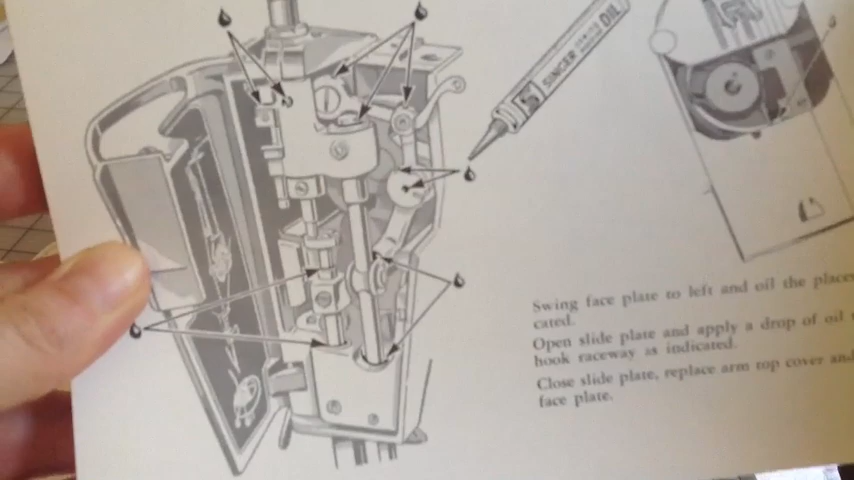 SINGER OIL
S
Swing face plate to left and oil the places
cated.
Open slide plate and apply a drop of oil
hook raceway as indicated.
Close slide plate, replace arm top cover and
face plate.